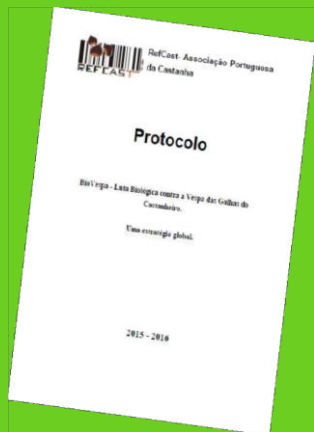 REFCAST
RefCast- Associação Portuguesa
da Castanha
Protocolo
BioVespa - Luta Biológica contra a Vespa das Galhas do
Castanheiro.
Uma estratégia global.
2015 - 2016